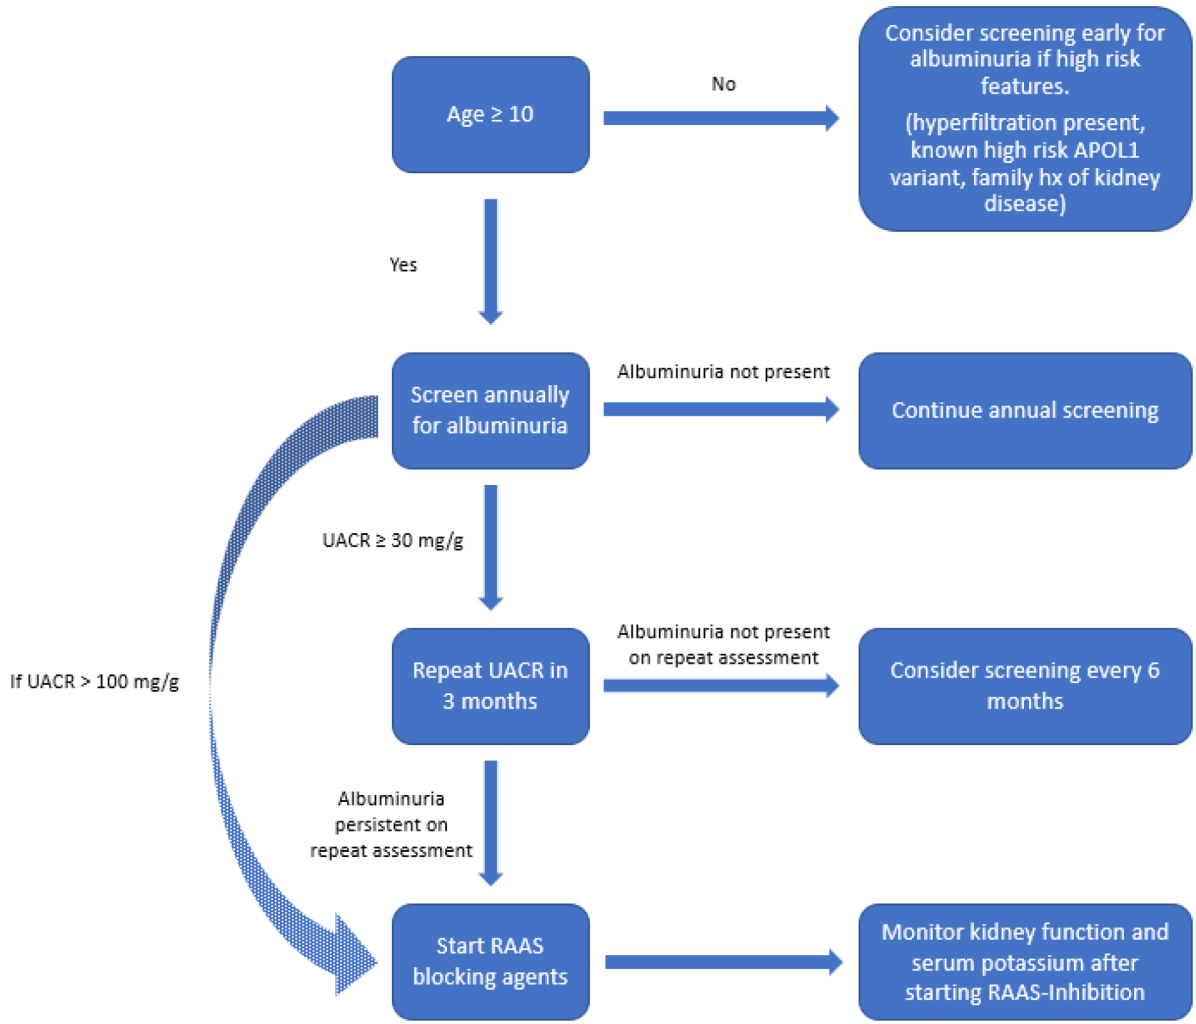 Age ≥ 10
No
Consider screening early for
albuminuria if high risk
features.
(hyperfiltration present,
known high risk APOL1
variant, family hx of kidney
disease)
Yes
Screen annually
for albuminuria
Albuminuria not present
Continue annual screening
UACR ≥ 30 mg/g
If UACR > 100 mg/g
Repeat UACR in
3 months
Albuminuria not present
on repeat assessment
Consider screening every 6
months
Albuminuria
persistent on
repeat assessment
Start RAAS
blocking agents
Monitor kidney function and
serum potassium after
starting RAAS-Inhibition